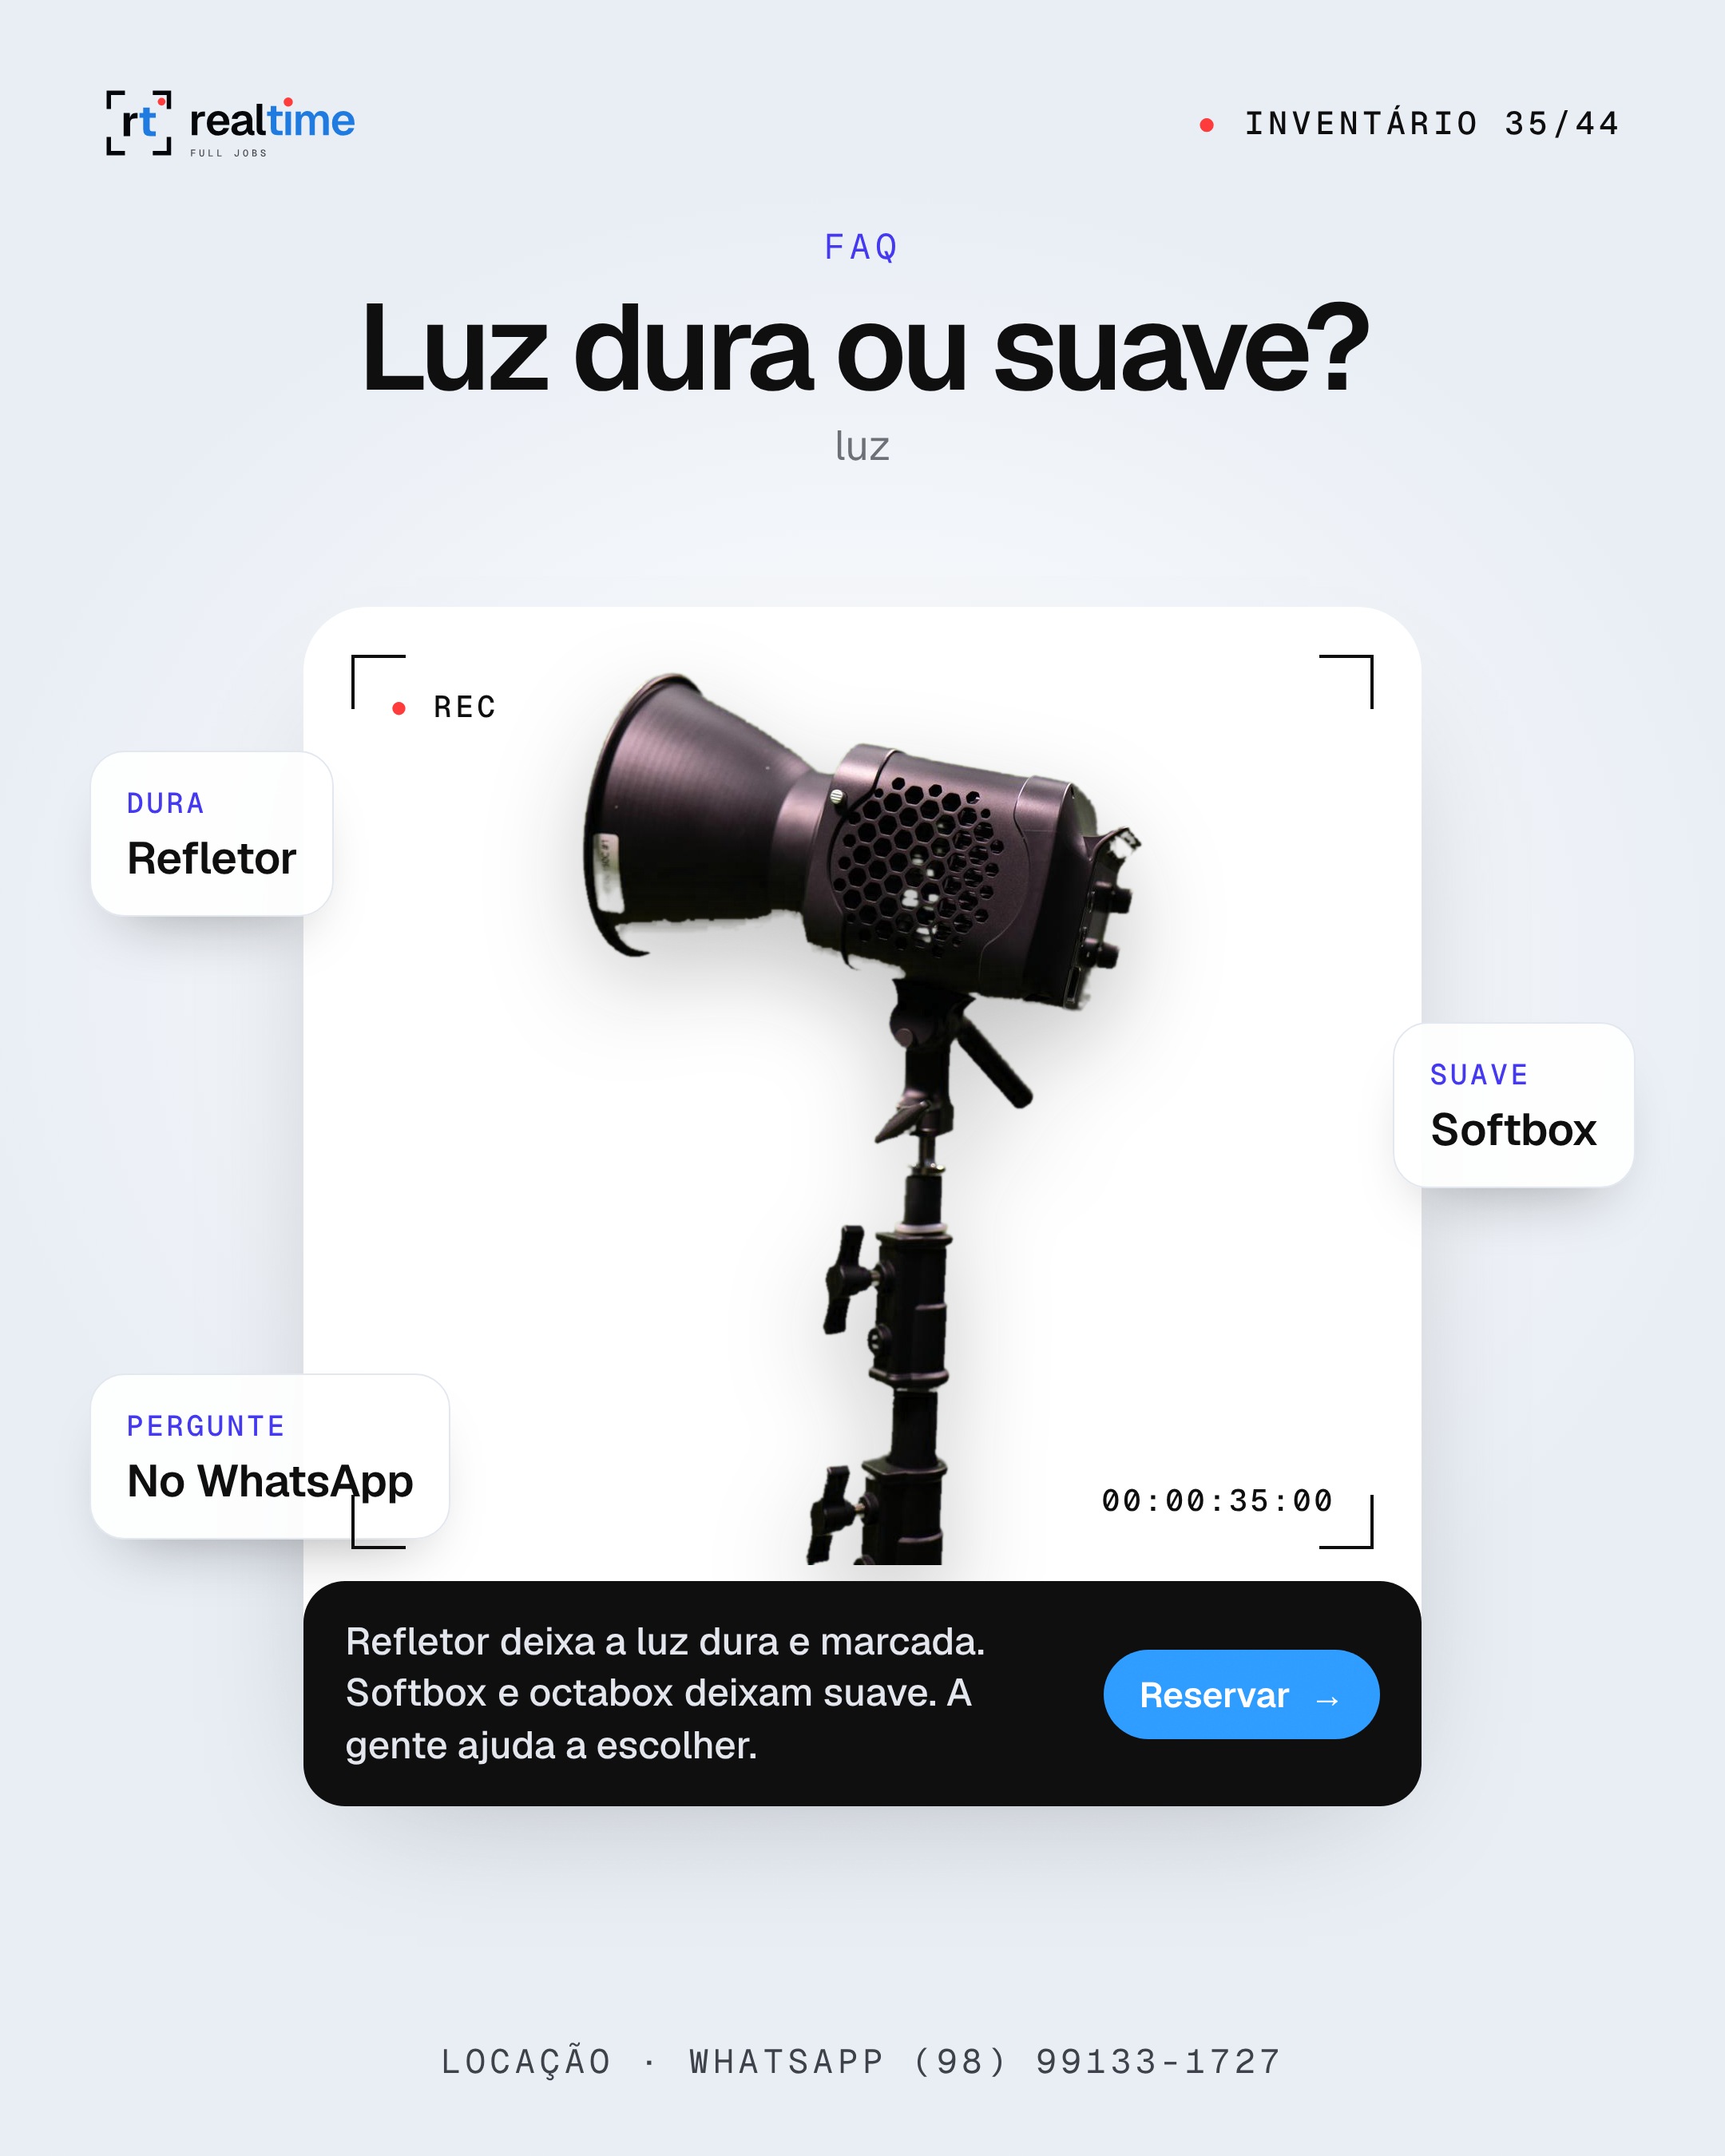 rt realtime
FULL JOBS
INVENTÁRIO 35/44
FAQ
Luz dura ou suave?
luz
REC
DURA
Refletor
SUAVE
Softbox
PERGUNTE
No WhatsApp
00:00:35:00
Refletor deixa a luz dura e marcada.
Softbox e octabox deixam suave. A
gente ajuda a escolher.
Reservar →
LOCAÇÃO · WHATSAPP (98) 99133-1727